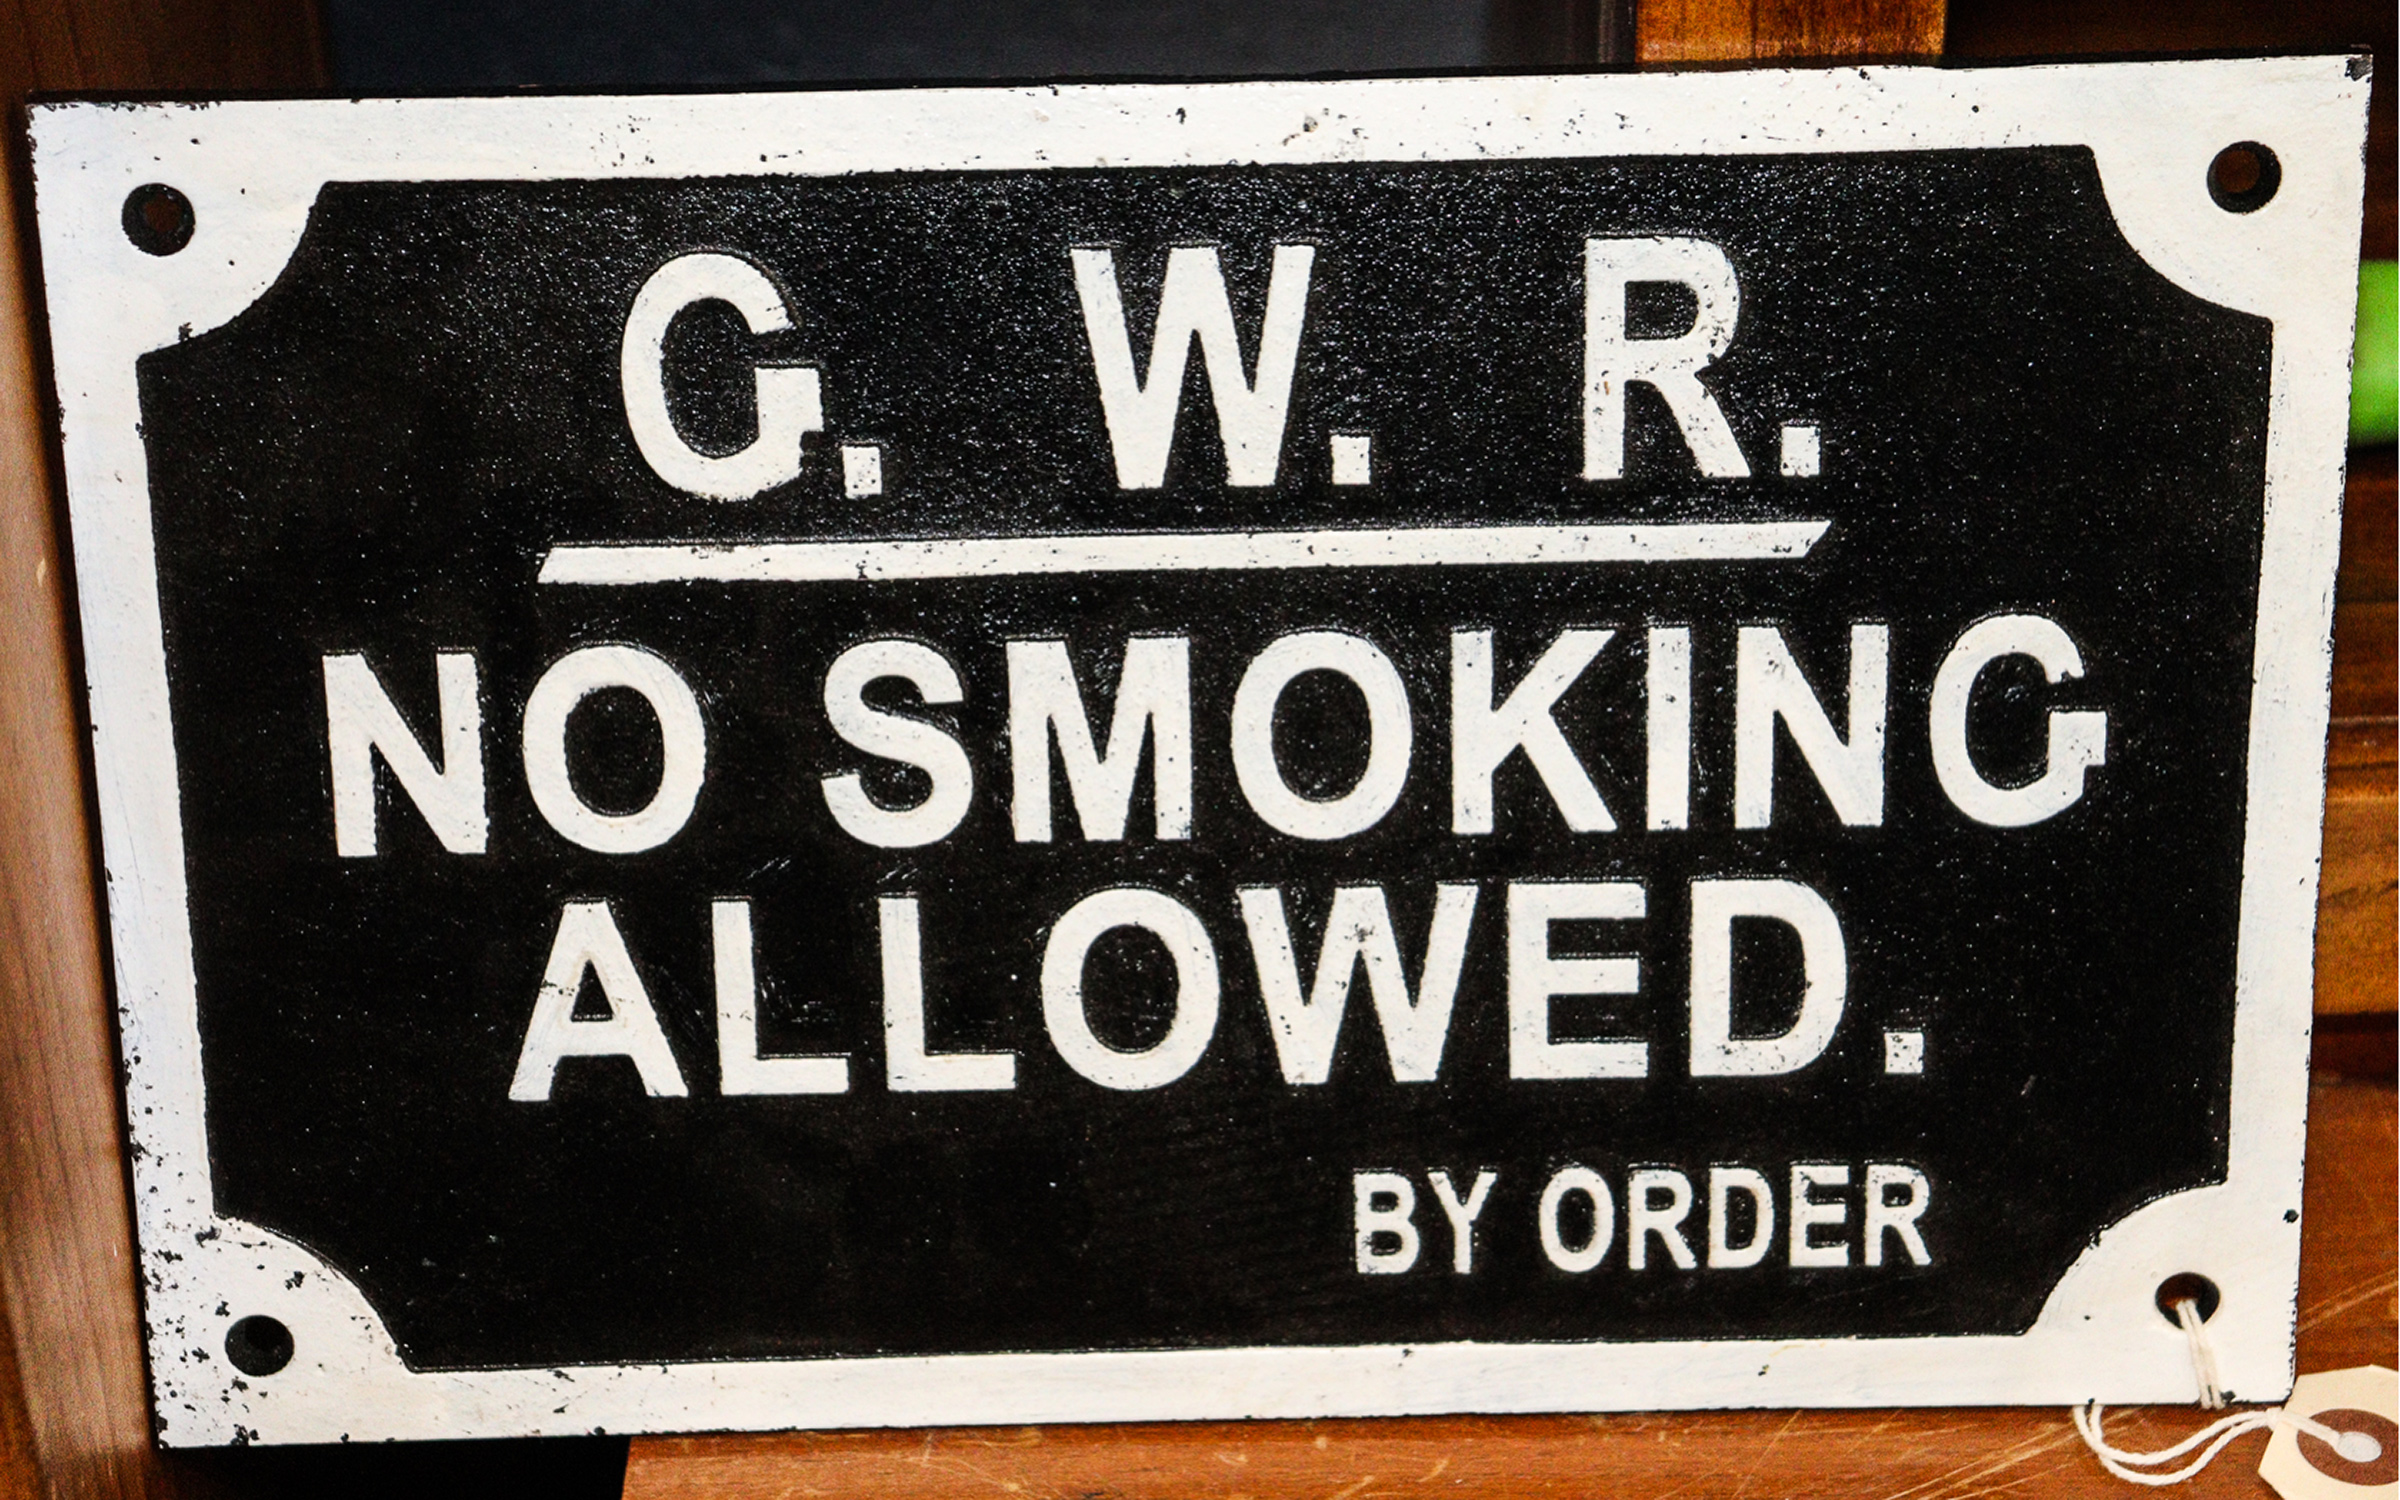 G. W. R.
NO SMOKING
ALLOWED.
BY ORDER